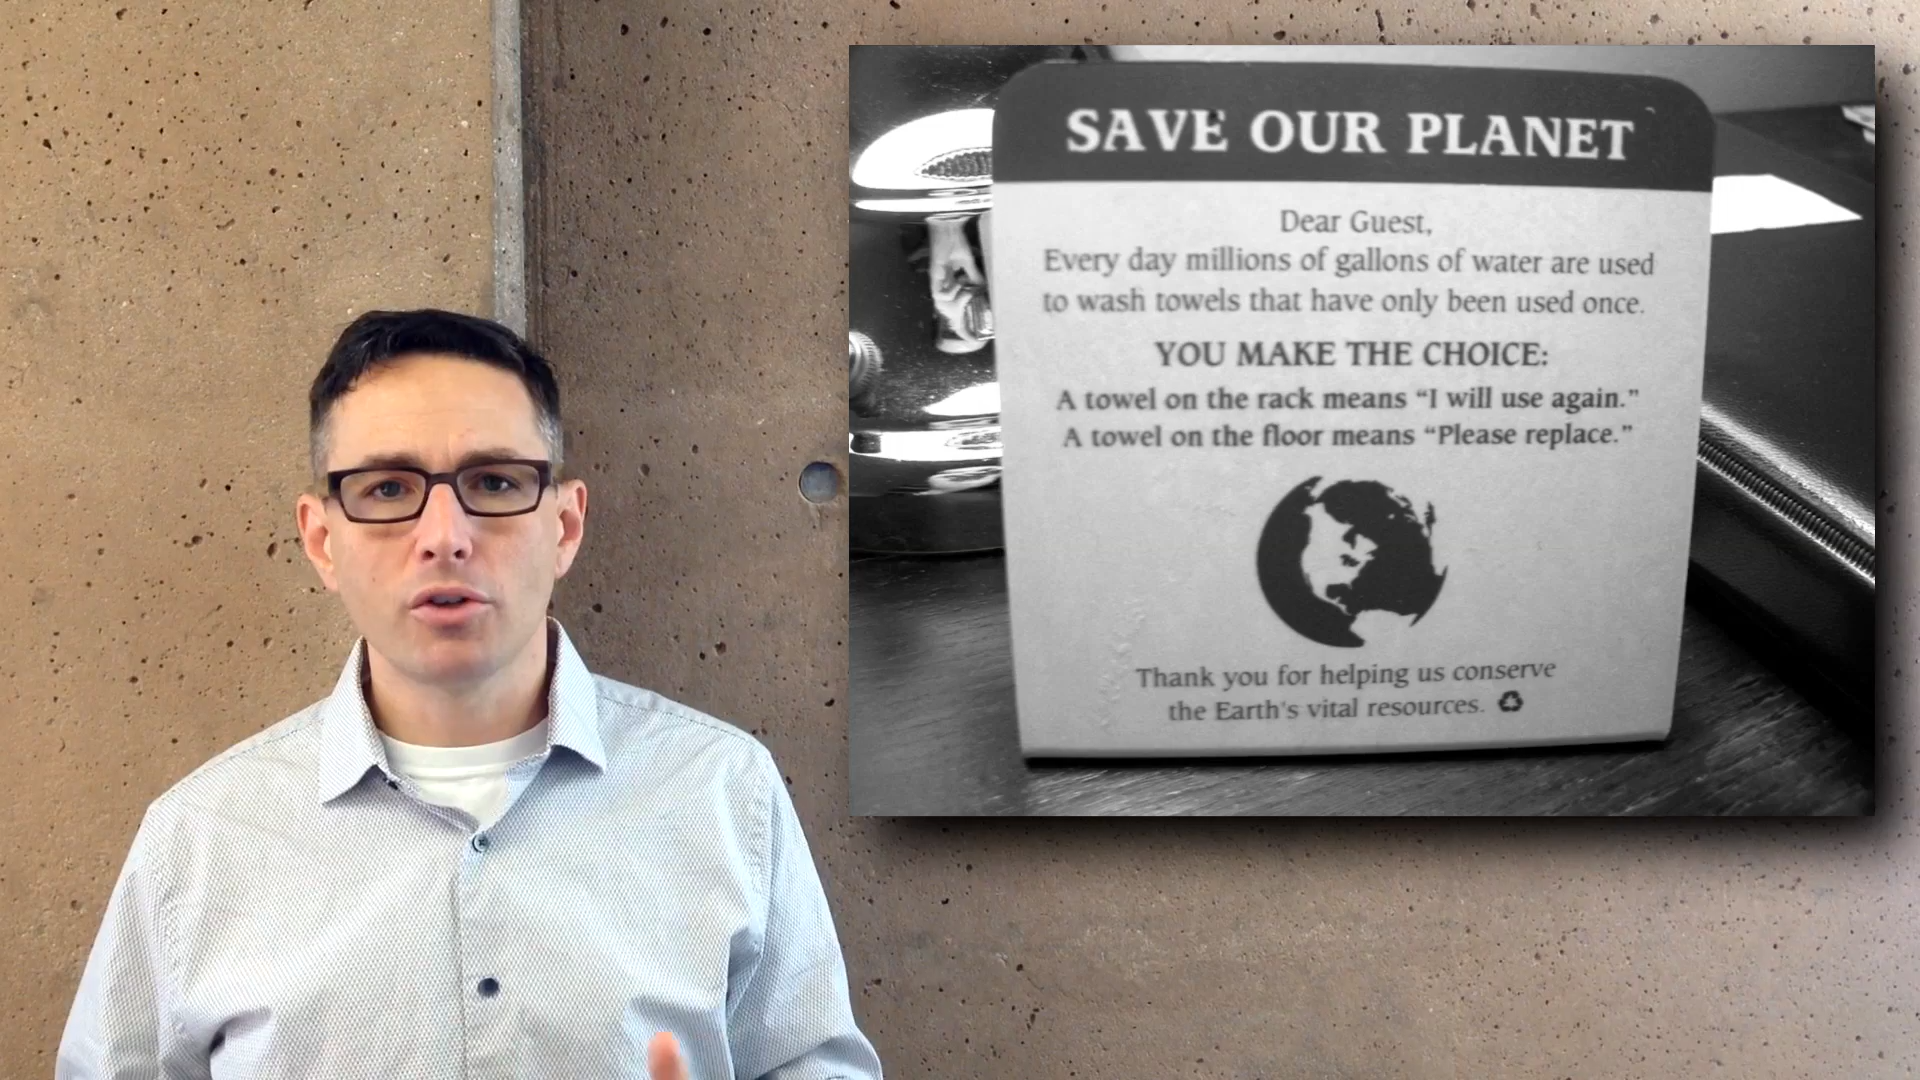 SAVE OUR PLANET
Dear Guest,
Every day millions of gallons of water are used
to wash towels that have only been used once.
YOU MAKE THE CHOICE:
A towel on the rack means “I will use again.”
A towel on the floor means “Please replace.”
Thank you for helping us conserve
the Earth's vital resources.